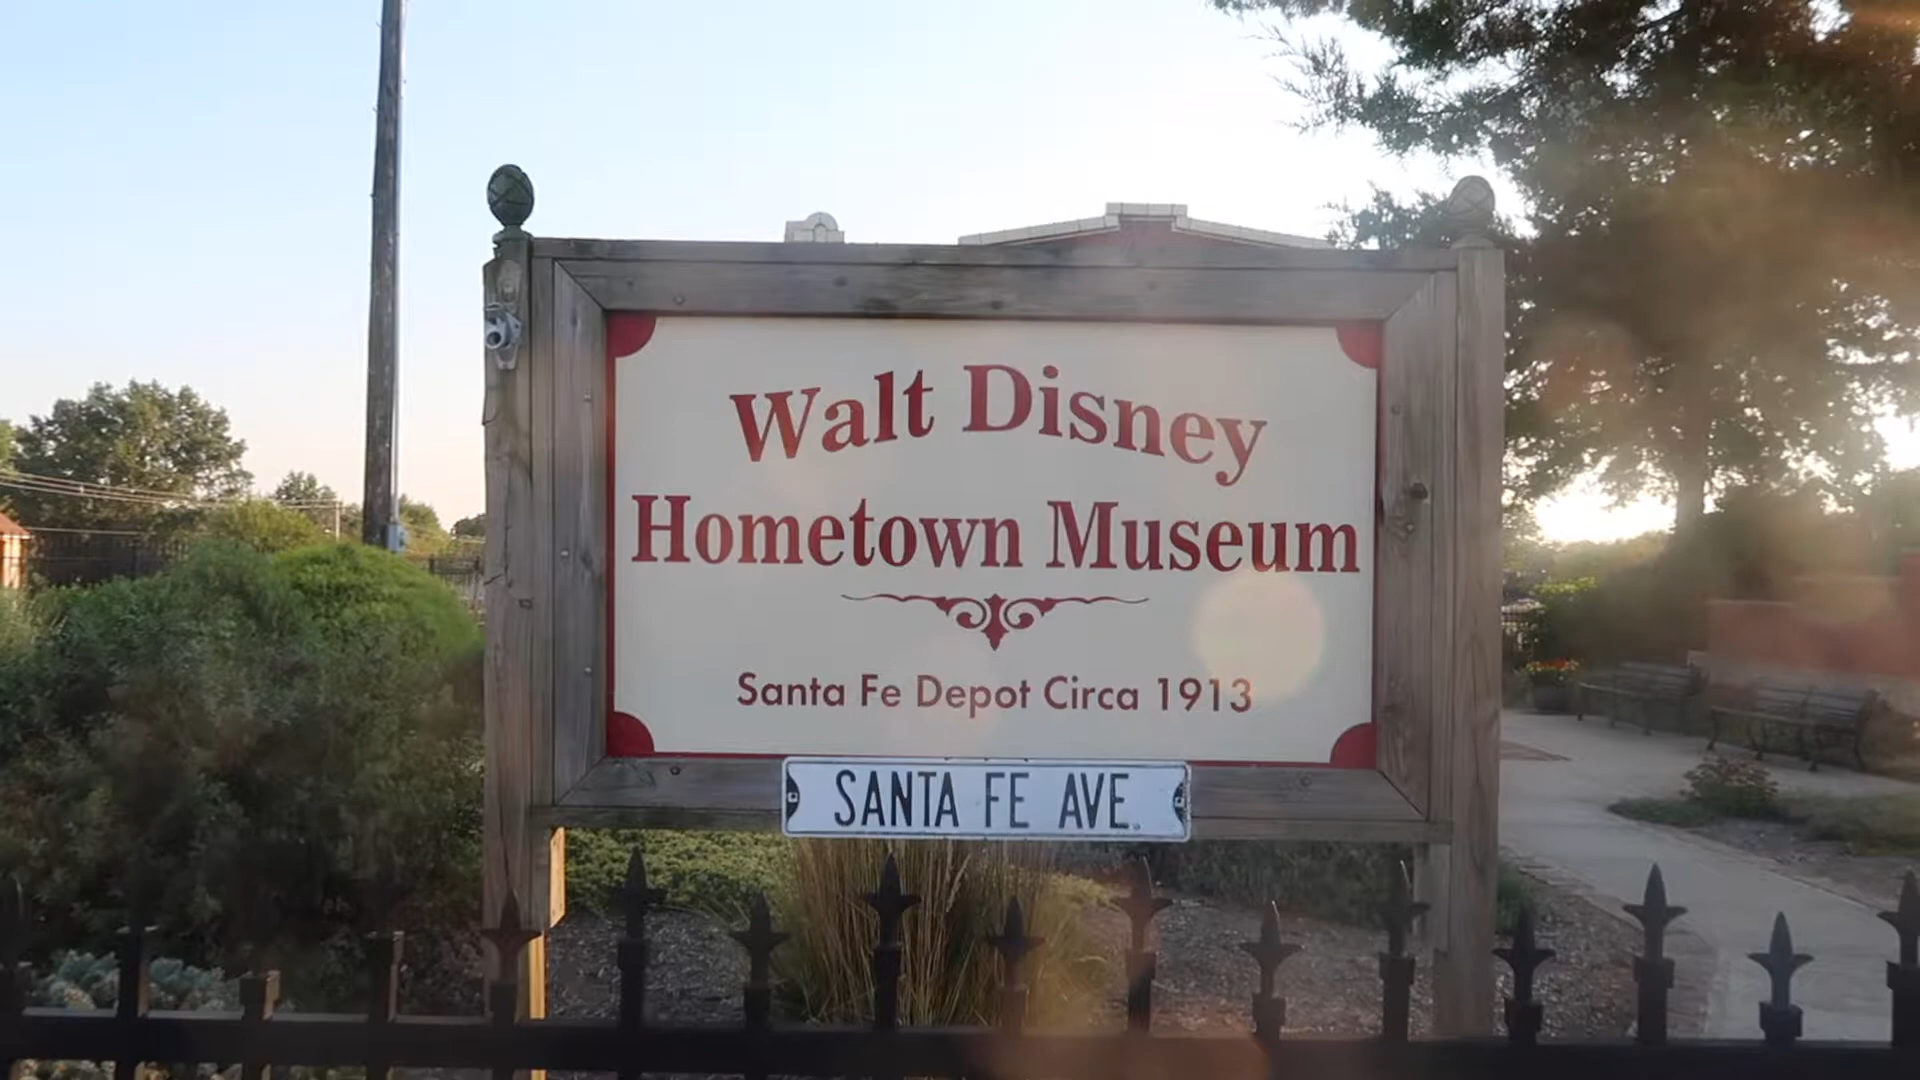 Walt Disney
Hometown Museum
Santa Fe Depot Circa 1913
SANTA FE AVE.